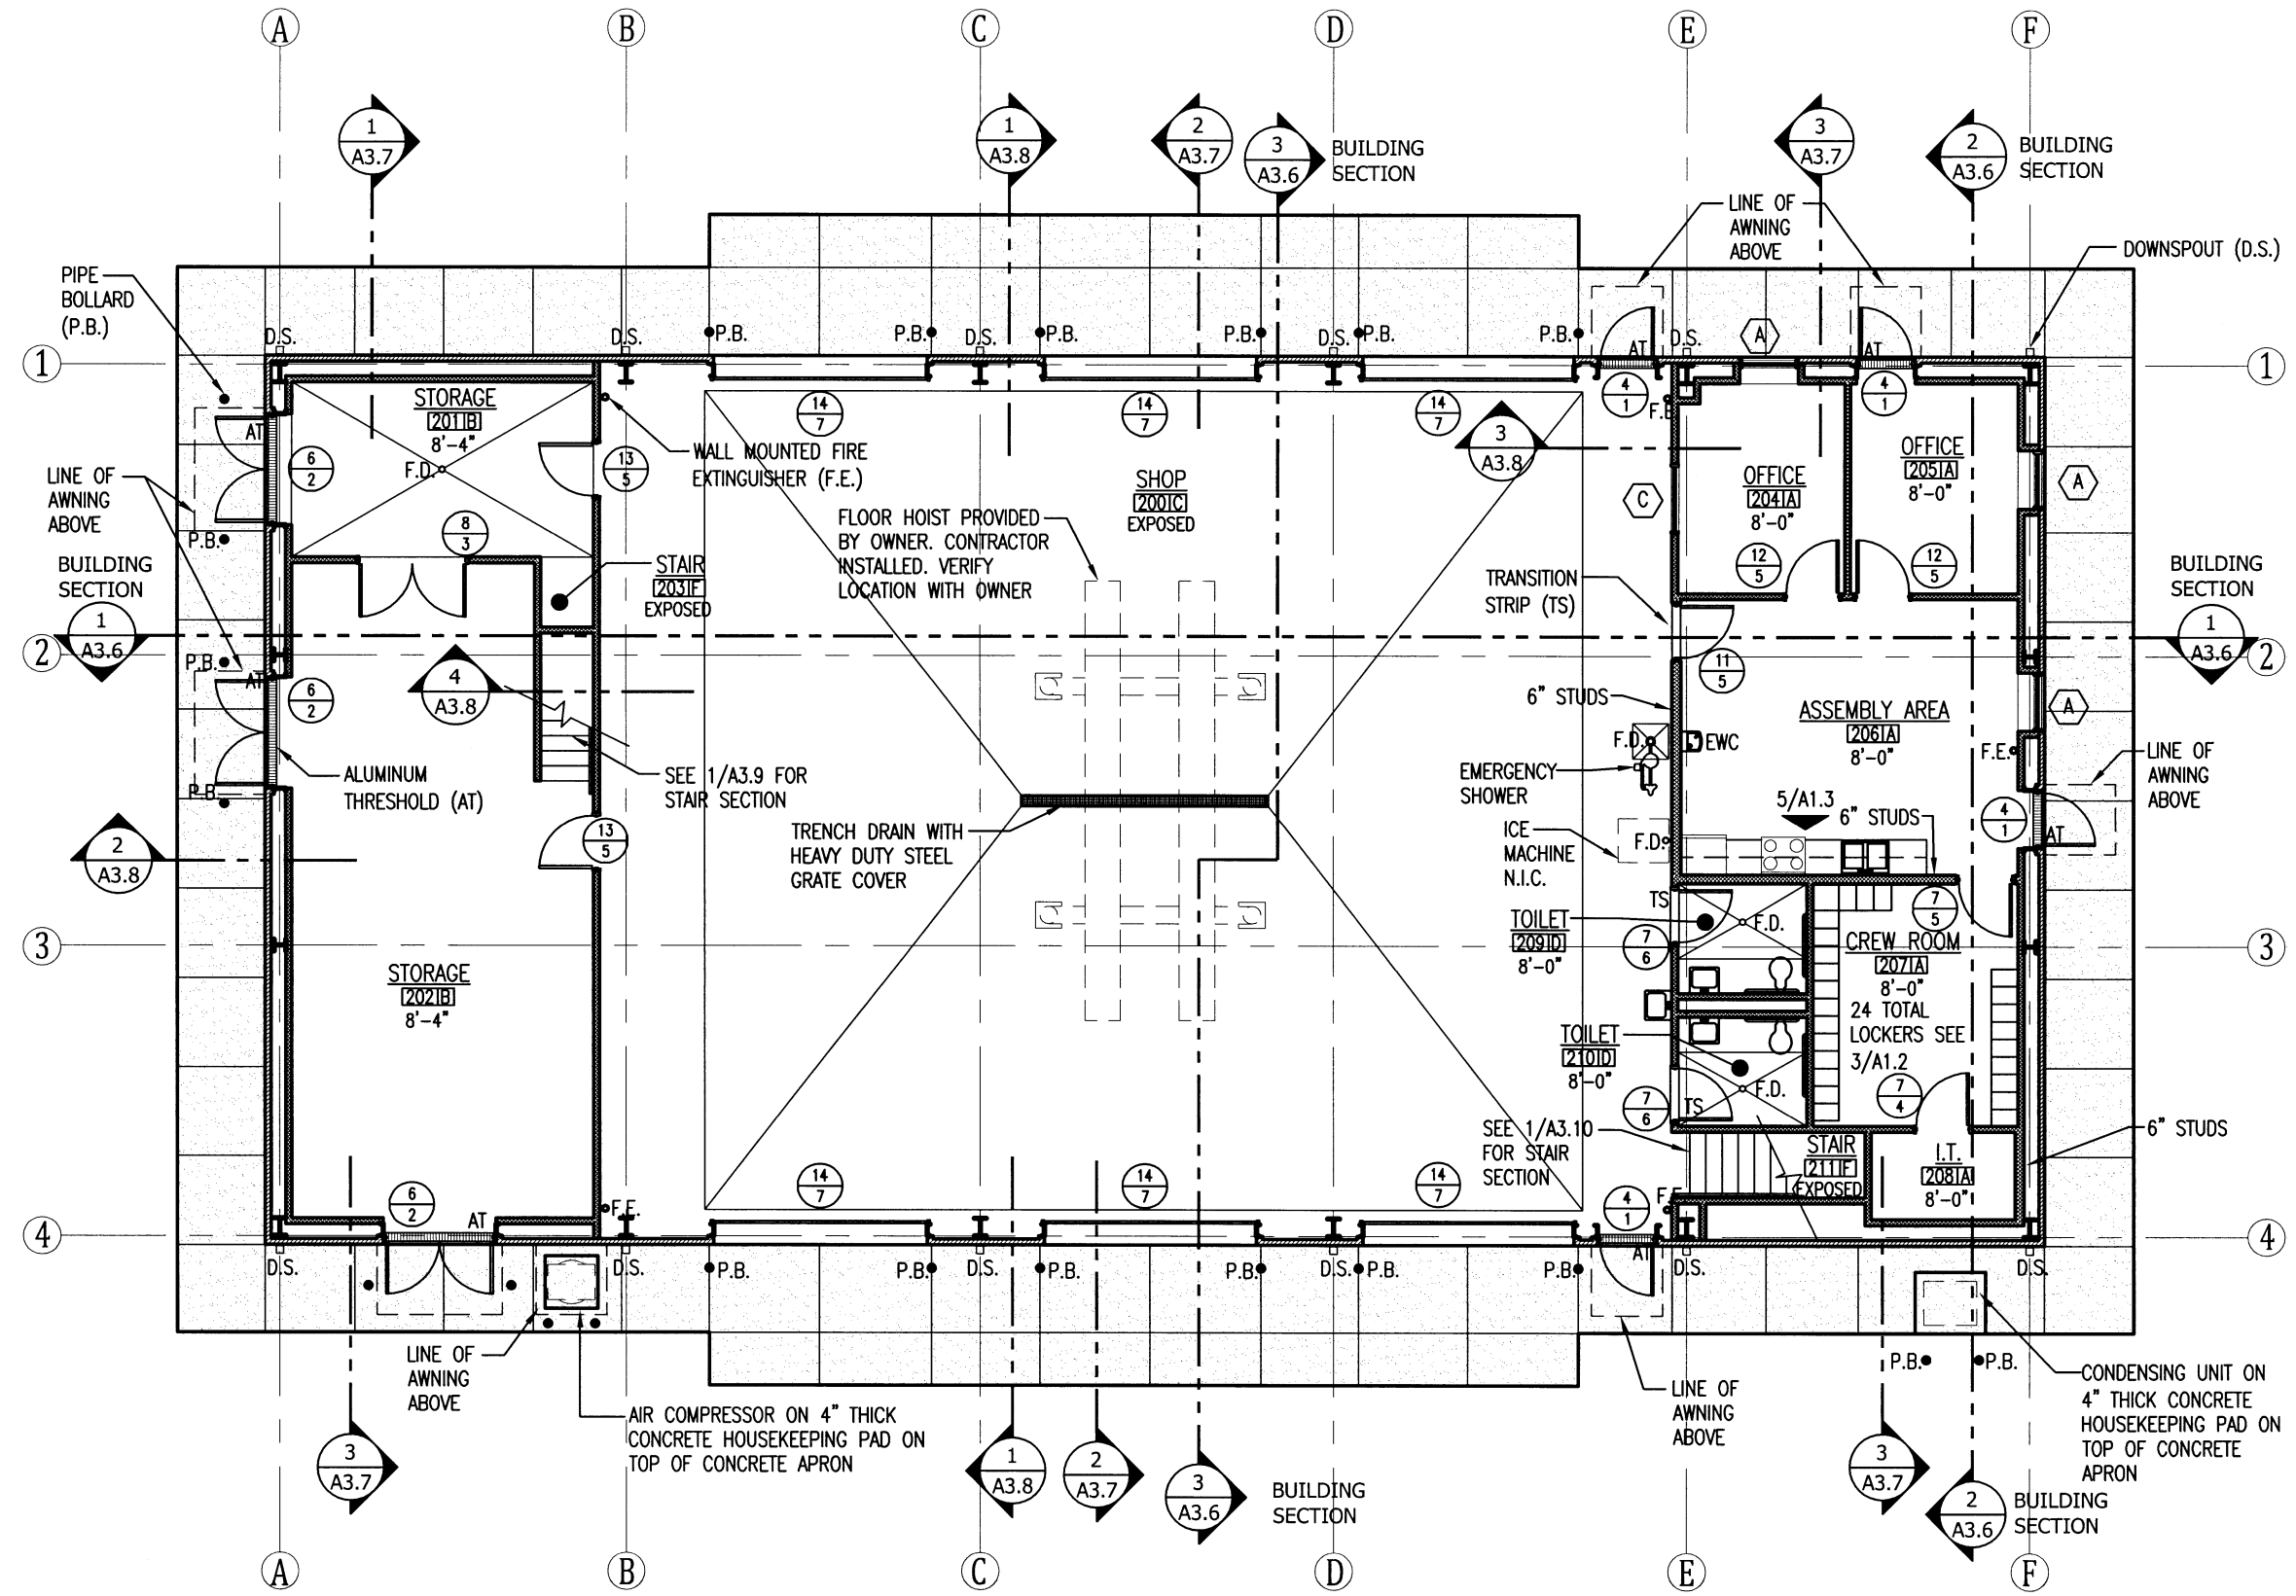 A
B
C
D
E
F
1
A3.7
1
A3.8
2
A3.7
3
A3.6
BUILDING
SECTION
3
A3.7
2
A3.6
BUILDING
SECTION
LINE OF
AWNING
ABOVE
DOWNSPOUT (D.S.)
PIPE
BOLLARD
(P.B.)
D.S.
D.S.
P.B.
P.B.
D.S.
P.B.
P.B.
D.S.
P.B.
P.B.
D.S.
A
AT
AT
1
1
STORAGE
201|B
8'-4"
F.D.
AT
6
2
13
5
8
3
WALL MOUNTED FIRE
EXTINGUISHER (F.E.)
14
7
14
7
14
7
4
1
4
1
F.E
3
A3.8
SHOP
200|C
EXPOSED
C
OFFICE
204|A
8'-0"
OFFICE
205|A
8'-0"
A
12
5
12
5
LINE OF
AWNING
ABOVE
P.B.
FLOOR HOIST PROVIDED
BY OWNER. CONTRACTOR
INSTALLED. VERIFY
LOCATION WITH OWNER
STAIR
203|F
EXPOSED
TRANSITION
STRIP (TS)
BUILDING
SECTION
1
A3.6
BUILDING
SECTION
1
A3.6
2
2
P.B.
AT
6
2
4
A3.8
11
5
6" STUDS
ASSEMBLY AREA
206|A
8'-0"
A
F.D.
EWC
F.E.
LINE OF
AWNING
ABOVE
ALUMINUM
THRESHOLD (AT)
P.B.
SEE 1/A3.9 FOR
STAIR SECTION
EMERGENCY
SHOWER
5/A1.3
6" STUDS
4
1
AT
2
A3.8
13
5
TRENCH DRAIN WITH
HEAVY DUTY STEEL
GRATE COVER
ICE
MACHINE
N.I.C.
F.D.
TS
F.D.
7
5
TOILET
209|D
8'-0"
7
6
3
3
CREW ROOM
207|A
8'-0"
24 TOTAL
LOCKERS SEE
3/A1.2
STORAGE
202|B
8'-4"
TOILET
210|D
8'-0"
F.D.
TS
7
6
7
4
SEE 1/A3.10
FOR STAIR
SECTION
STAIR
211|F
EXPOSED
I.T.
208|A
8'-0"
6" STUDS
6
2
AT
F.E.
14
7
14
7
14
7
4
1
F.E
AT
4
4
D.S.
D.S.
P.B.
P.B.
D.S.
P.B.
P.B.
D.S.
P.B.
P.B.
D.S.
D.S.
LINE OF
AWNING
ABOVE
AIR COMPRESSOR ON 4" THICK
CONCRETE HOUSEKEEPING PAD ON
TOP OF CONCRETE APRON
LINE OF
AWNING
ABOVE
P.B.
P.B.
CONDENSING UNIT ON
4" THICK CONCRETE
HOUSEKEEPING PAD ON
TOP OF CONCRETE
APRON
3
A3.7
1
A3.8
2
A3.7
3
A3.6
BUILDING
SECTION
3
A3.7
2
A3.6
BUILDING
SECTION
A
B
C
D
E
F